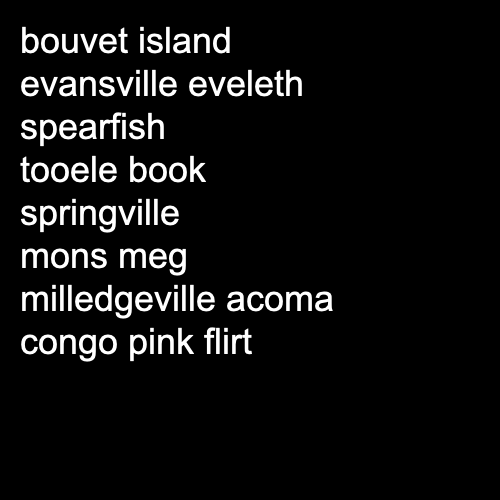 bouvet island
evansville eveleth
spearfish
tooele book
springville
mons meg
milledgeville acoma
congo pink flirt